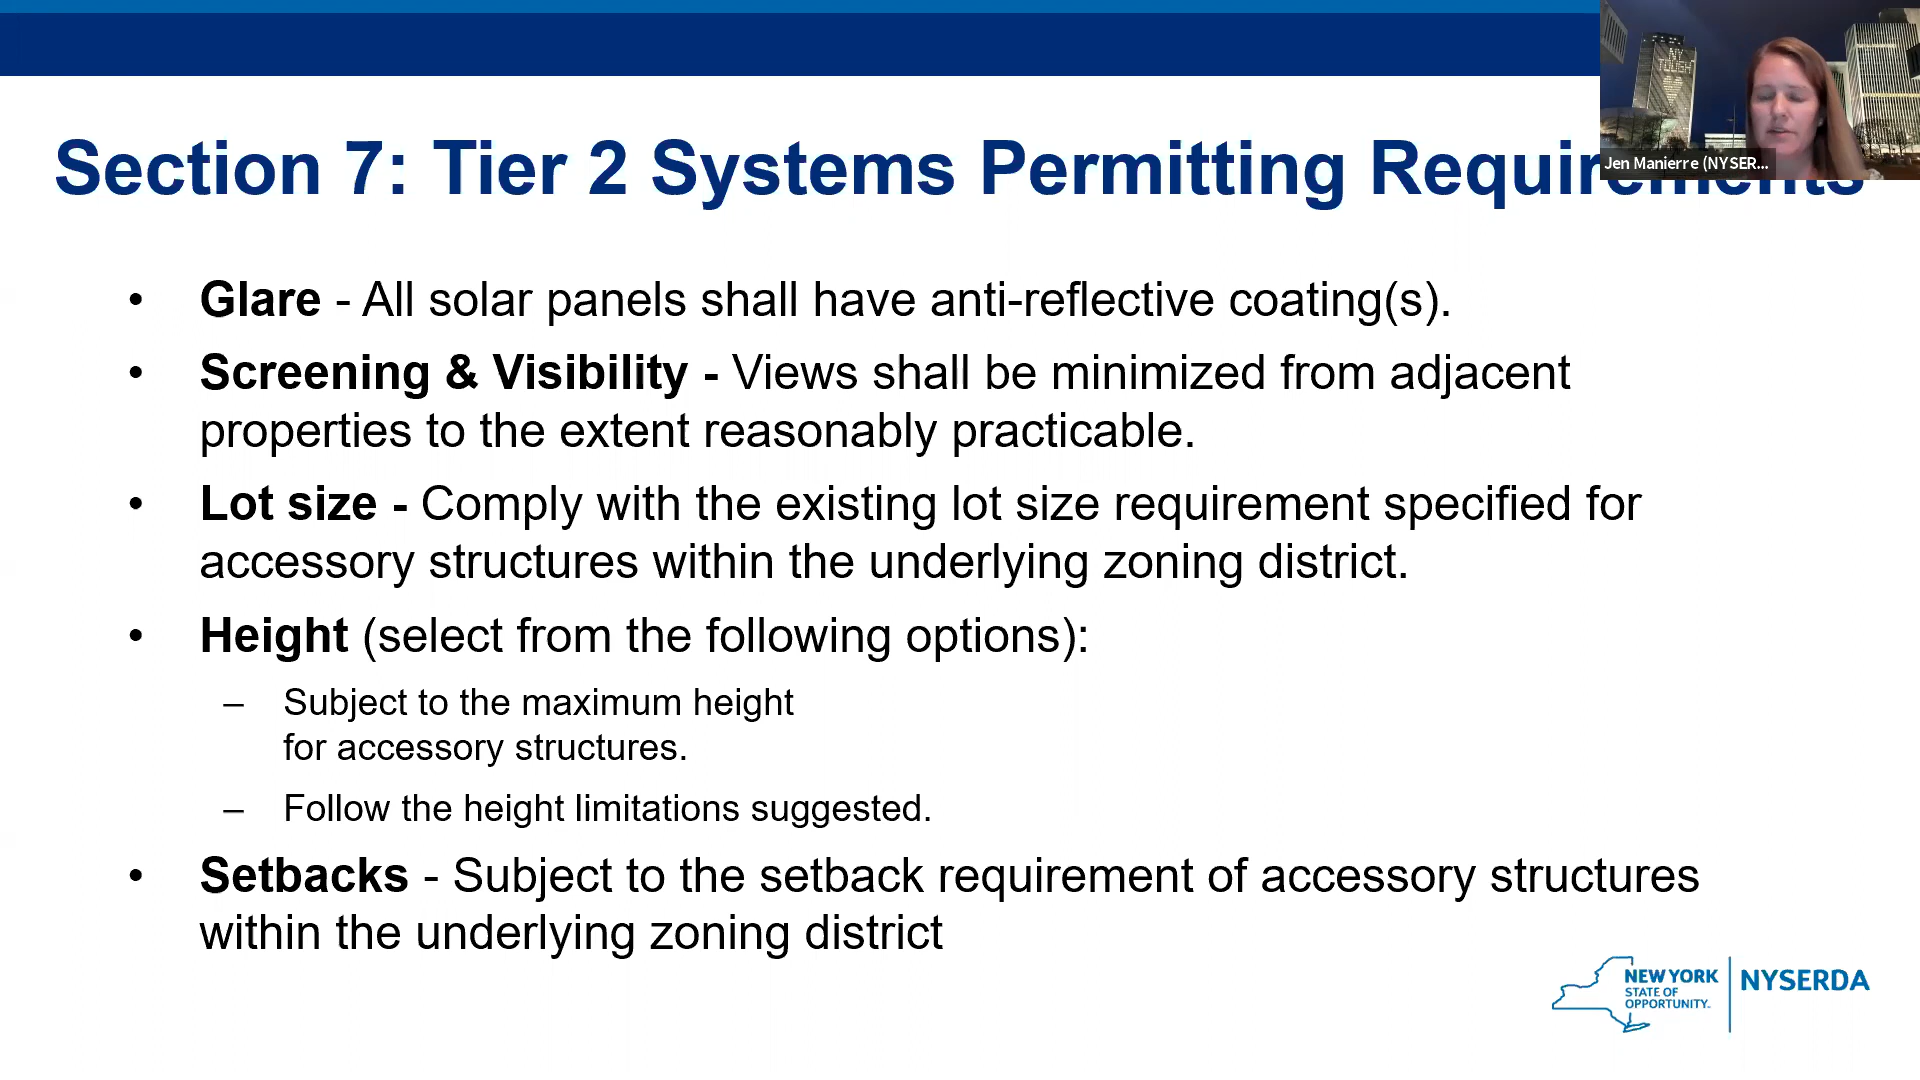 NY
TOUGH
Jen Manierre (NYSER...
Section 7: Tier 2 Systems Permitting Requirements
• Glare - All solar panels shall have anti-reflective coating(s).
• Screening & Visibility - Views shall be minimized from adjacent
properties to the extent reasonably practicable.
• Lot size - Comply with the existing lot size requirement specified for
accessory structures within the underlying zoning district.
• Height (select from the following options):
– Subject to the maximum height
for accessory structures.
– Follow the height limitations suggested.
• Setbacks - Subject to the setback requirement of accessory structures
within the underlying zoning district
NEW YORK
STATE OF
OPPORTUNITY.
NYSERDA